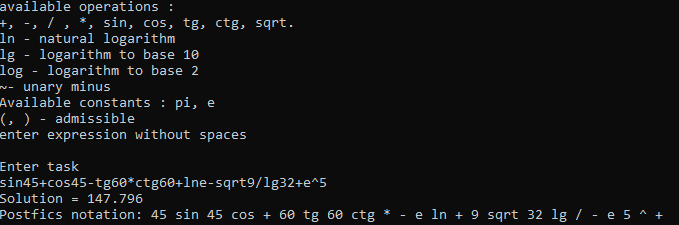 available operations :
+, -, / , *, sin, cos, tg, ctg, sqrt.
ln - natural logarithm
lg - logarithm to base 10
log - logarithm to base 2
~- unary minus
Available constants : pi, e
(, ) - admissible
enter expression without spaces
Enter task
sin45+cos45-tg60*ctg60+lne-sqrt9/lg32+e^5
Solution = 147.796
Postfics notation: 45 sin 45 cos + 60 tg 60 ctg * - e ln + 9 sqrt 32 lg / - e 5 ^ +